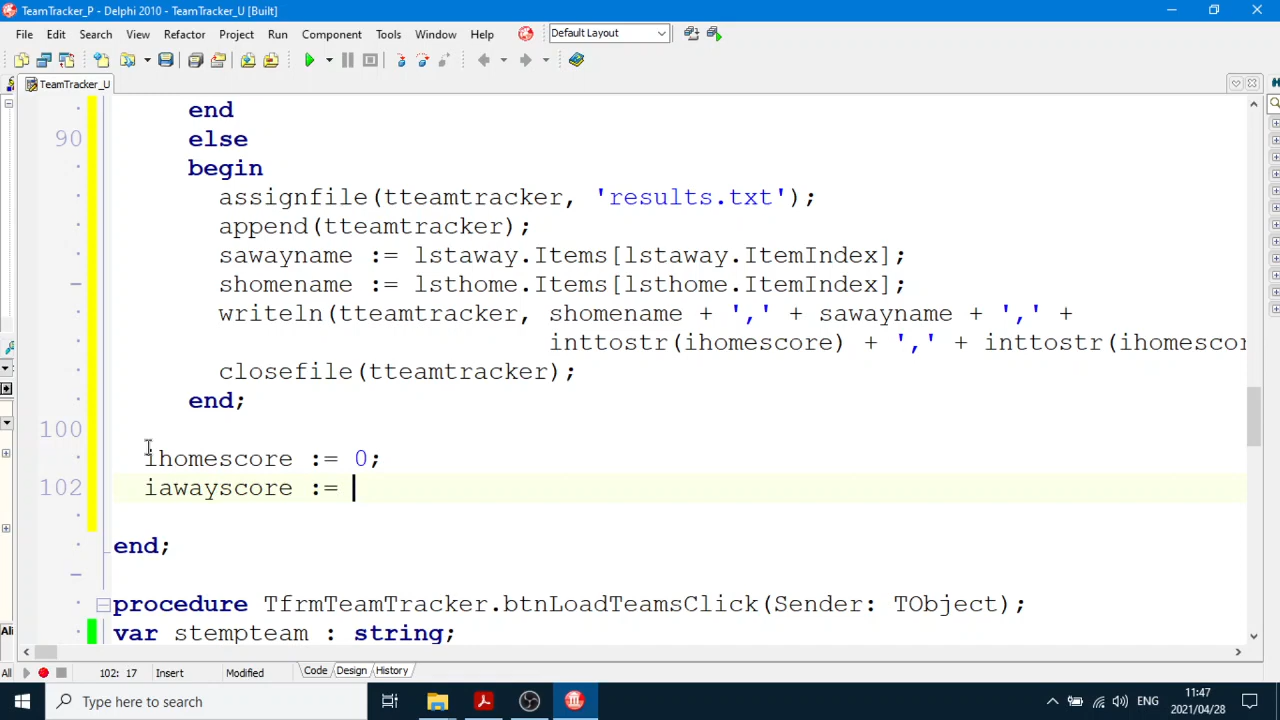 TeamTracker_P - Delphi 2010 - TeamTracker_U [Built]
File Edit Search View Refactor Project Run Component Tools Window Help Default Layout
TeamTracker_U
end
90 else
begin
assignfile(tteamtracker, 'results.txt');
append(tteamtracker);
sawayname := lstaway.Items[lstaway.ItemIndex];
shomename := lsthome.Items[lsthome.ItemIndex];
writeln(tteamtracker, shomename + ',' + sawayname + ',' +
inttostr(ihomescore) + ',' + inttostr(ihomescor
closefile(tteamtracker);
end;
100
ihomescore := 0;
102 iawayscore :=
end;
procedure TfrmTeamTracker.btnLoadTeamsClick(Sender: TObject);
Ali var stempteam : string;
All 102: 17 Insert Modified Code Design History
Type here to search ENG 11:47
2021/04/28